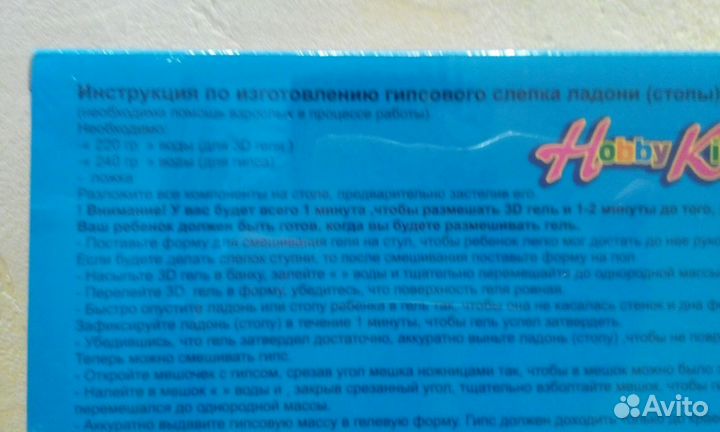 Инструкция по изготовлению гипсового слепка ладони (стопы)
(необходима помощь взрослых в процессе работы)
Необходимо:
-« 220 гр. » воды (для 3D геля)
-« 240 гр. » воды (для гипса)
- ложка
Hobby Ki
Разложите все компоненты на столе, предварительно застелив его.
! Внимание! У вас будет всего 1 минута ,чтобы размешать 3D гель и 1-2 минуты до того,
Ваш ребенок должен быть готов, когда вы будете размешивать гель.
- Поставьте форму для смешивания геля на стул, чтобы ребенок легко мог достать до нее рук
Если будете делать слепок ступни, то после смешивания поставьте форму на пол.
- Насыпьте 3D гель в банку, залейте « » воды и тщательно перемешайте до однородной массы
- Перелейте 3D гель в форму, убедитесь, что поверхность геля ровная.
- Быстро опустите ладонь или стопу ребенка в гель так, чтобы она не касалась стенок и дна ф
Зафиксируйте ладонь (стопу) в течение 1 минуты, чтобы гель успел затвердеть.
- Убедившись, что гель затвердел достаточно, аккуратно выньте ладонь (стопу) ,чтобы не пов
Теперь можно смешивать гипс.
- Откройте мешочек с гипсом, срезав угол мешка ножницами так, чтобы в мешок можно было
- Налейте в мешок « » воды и , закрыв срезанный угол, тщательно взболтайте мешок, чтобы
перемешался до однородной массы.
- Аккуратно выдавите гипсовую массу в гелевую форму. Гипс должен доходить только до кра
Avito